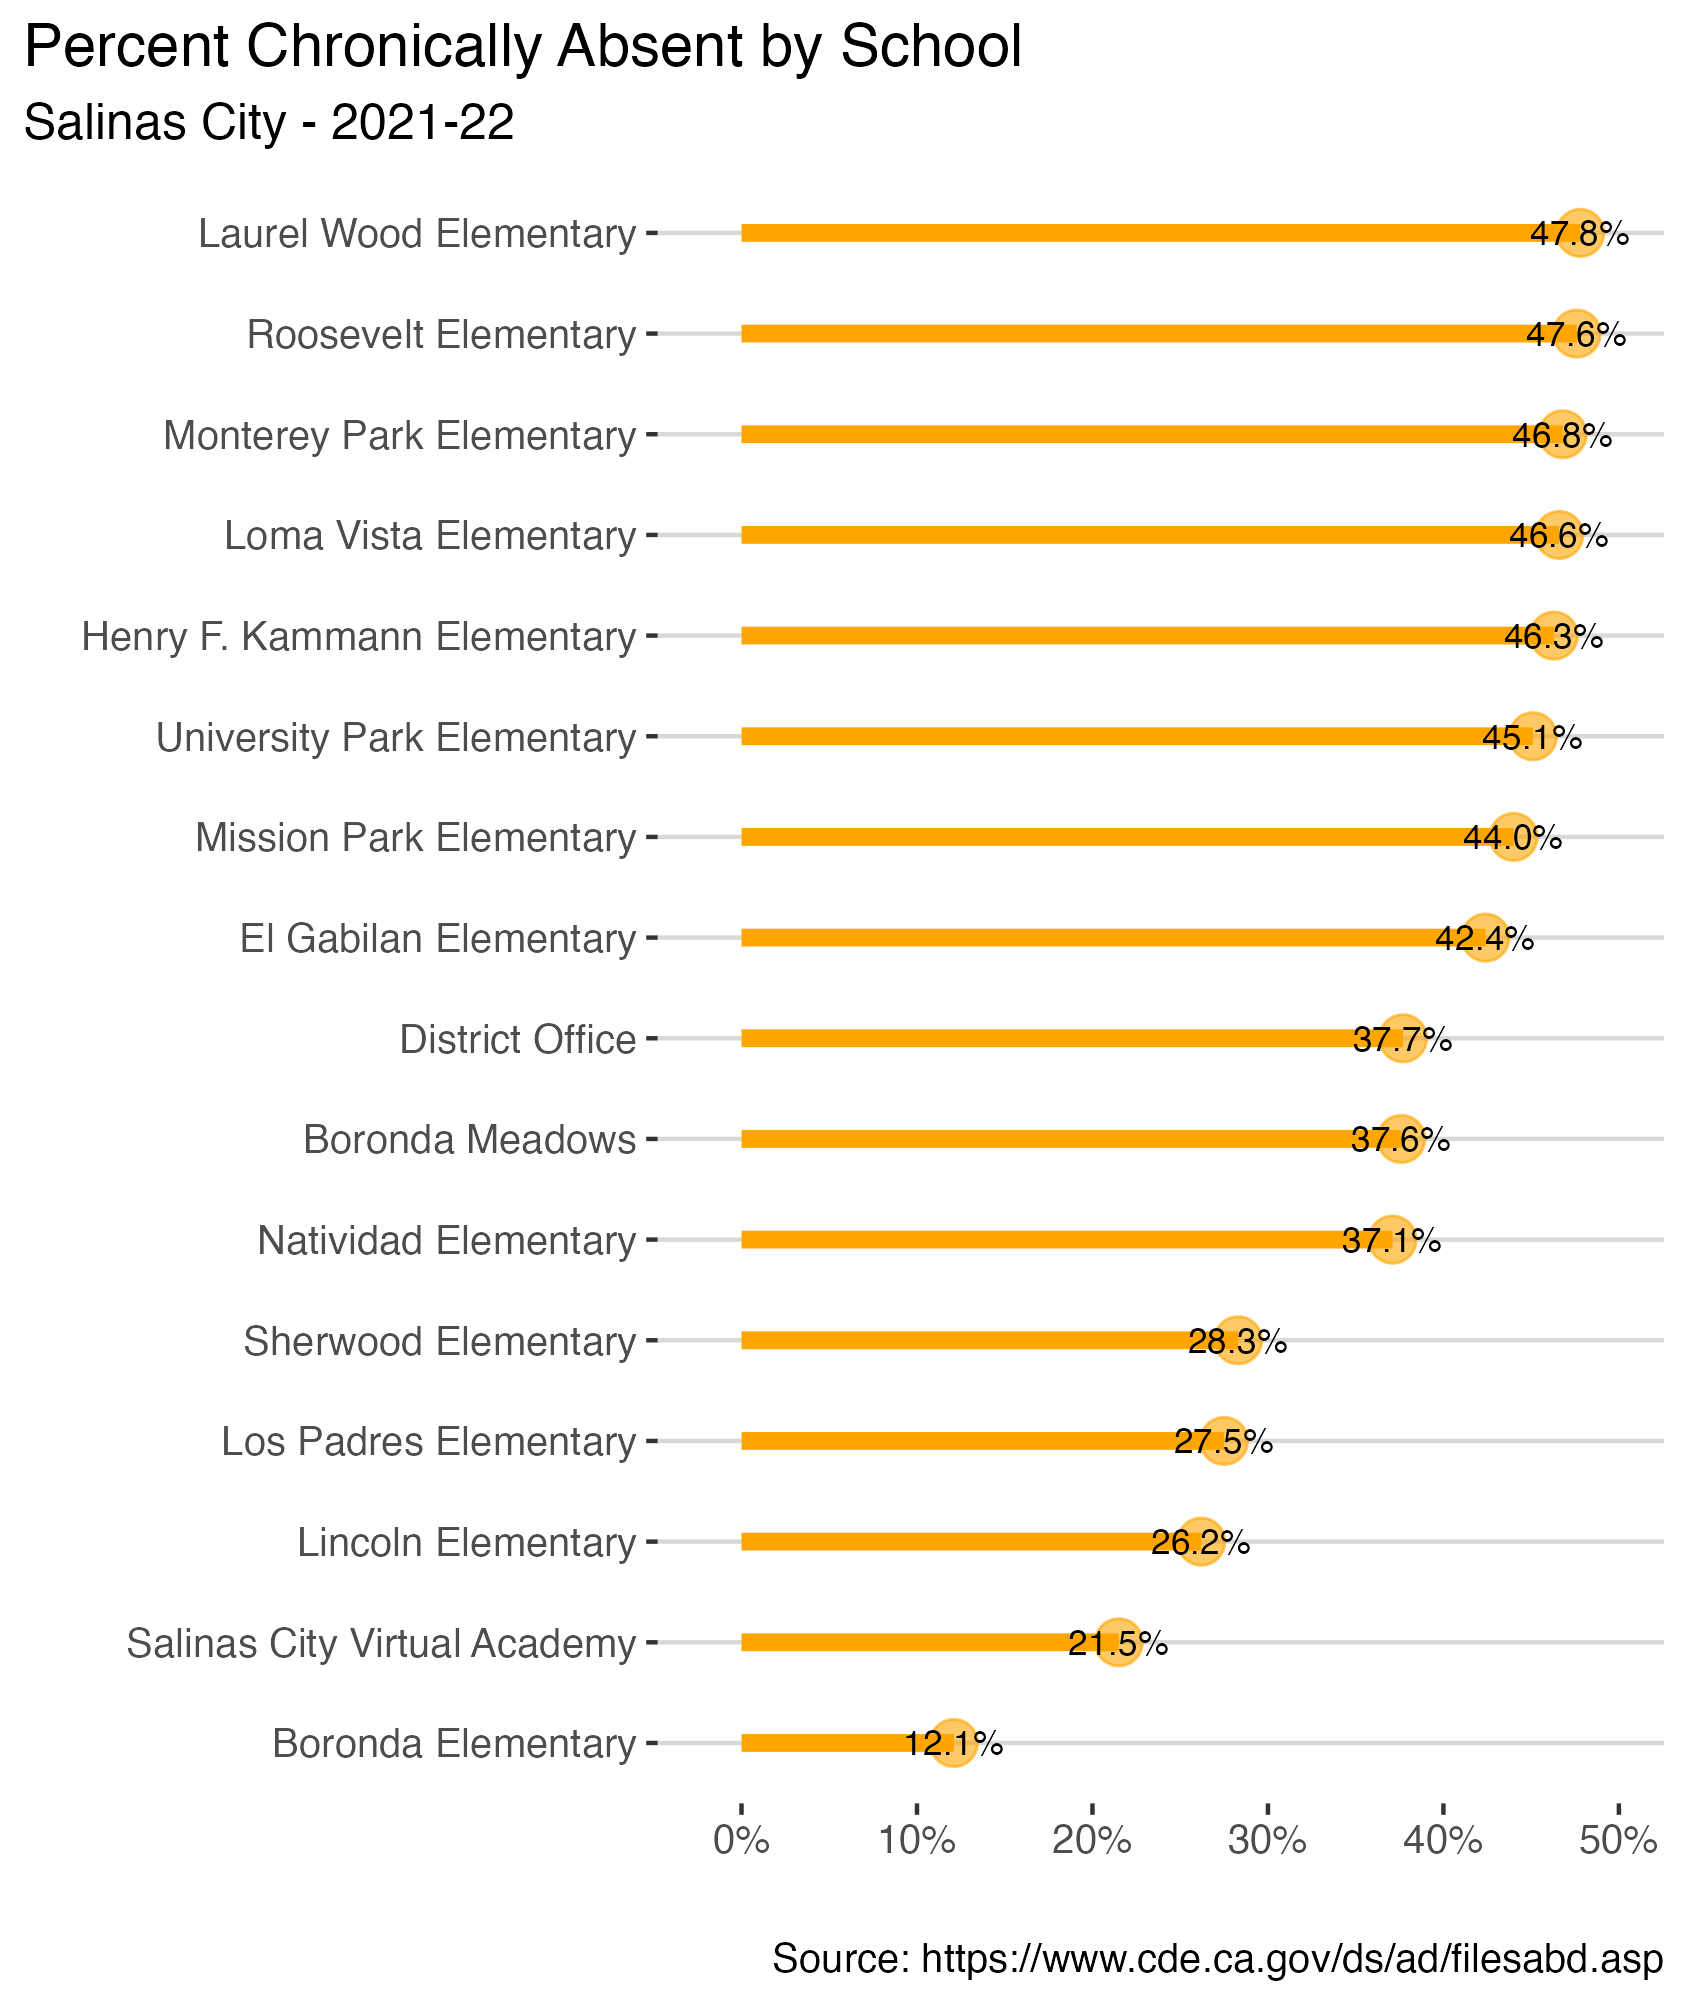 Percent Chronically Absent by School
Salinas City - 2021-22
Laurel Wood Elementary 47.8%
Roosevelt Elementary 47.6%
Monterey Park Elementary 46.8%
Loma Vista Elementary 46.6%
Henry F. Kammann Elementary 46.3%
University Park Elementary 45.1%
Mission Park Elementary 44.0%
El Gabilan Elementary 42.4%
District Office 37.7%
Boronda Meadows 37.6%
Natividad Elementary 37.1%
Sherwood Elementary 28.3%
Los Padres Elementary 27.5%
Lincoln Elementary 26.2%
Salinas City Virtual Academy 21.5%
Boronda Elementary 12.1%
0% 10% 20% 30% 40% 50%
Source: https://www.cde.ca.gov/ds/ad/filesabd.asp